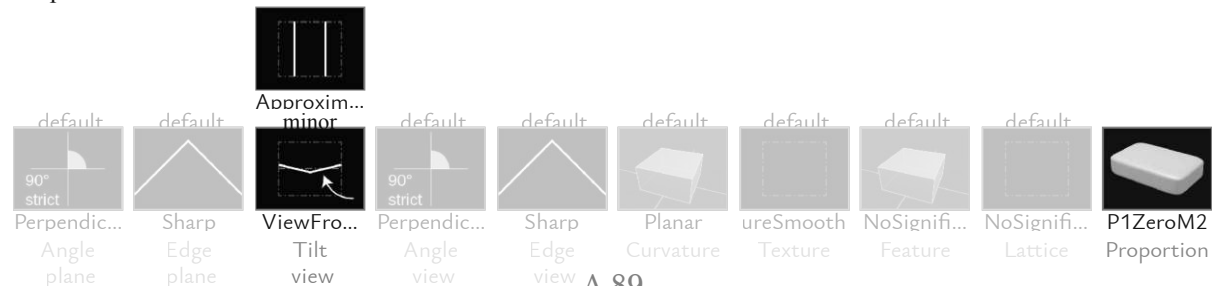 Approxim...
default default minor default default default default default default
90°
strict
90°
strict
Perpendic... Sharp ViewFro... Perpendic... Sharp Planar ureSmooth NoSignifi... NoSignifi... P1ZeroM2
Angle Edge Tilt Angle Edge Curvature Texture Feature Lattice Proportion
plane plane view view view A 89